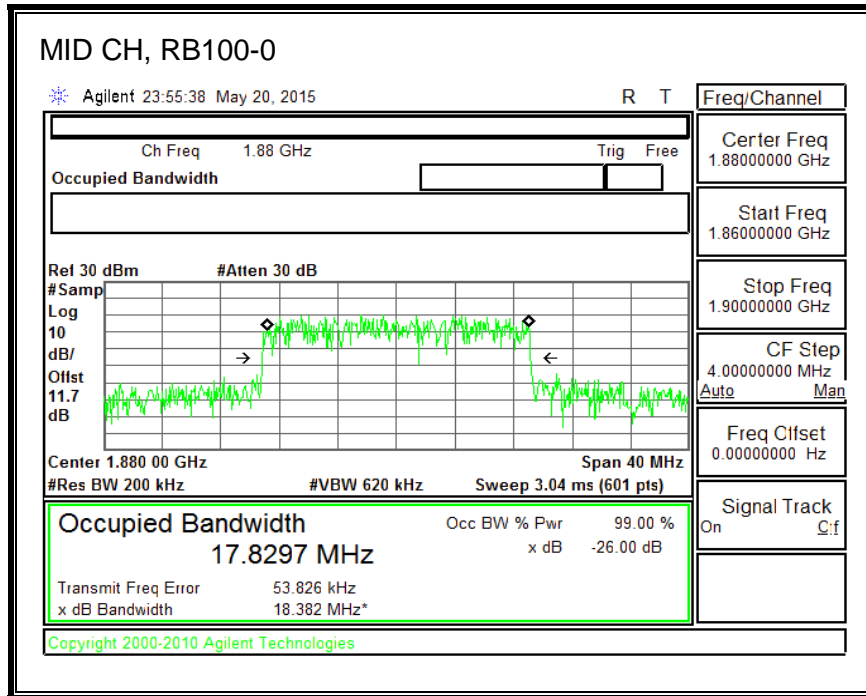 MID CH, RB100-0
Agilent 23:55:38 May 20, 2015 R T
Freq/Channel
Ch Freq 1.88 GHz Trig Free
Occupied Bandwidth
Center Freq
1.88000000 GHz
Start Freq
1.86000000 GHz
Stop Freq
1.90000000 GHz
CF Step
4.00000000 MHz
Auto Man
Freq Offset
0.00000000 Hz
Signal Track
On Off
Ref 30 dBm #Atten 30 dB
#Samp
Log
10
dB/
Offst
11.7
dB
Center 1.880 00 GHz Span 40 MHz
#Res BW 200 kHz #VBW 620 kHz Sweep 3.04 ms (601 pts)
Occupied Bandwidth
17.8297 MHz
Occ BW % Pwr 99.00 %
x dB -26.00 dB
Transmit Freq Error 53.826 kHz
x dB Bandwidth 18.382 MHz*
Copyright 2000-2010 Agilent Technologies